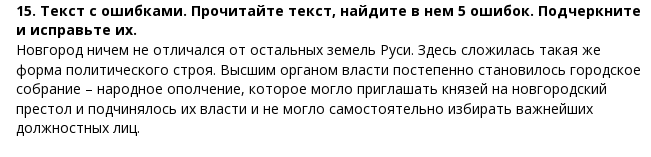 15. Текст с ошибками. Прочитайте текст, найдите в нем 5 ошибок. Подчеркните
и исправьте их.
Новгород ничем не отличался от остальных земель Руси. Здесь сложилась такая же
форма политического строя. Высшим органом власти постепенно становилось городское
собрание – народное ополчение, которое могло приглашать князей на новгородский
престол и подчинялось их власти и не могло самостоятельно избирать важнейших
должностных лиц.